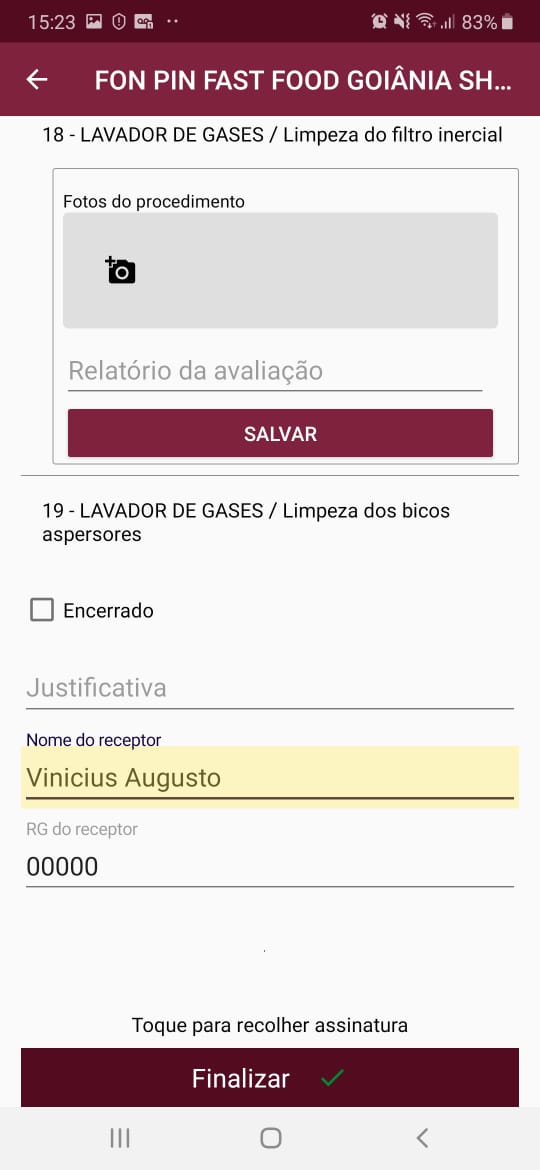 15:23
83%
FON PIN FAST FOOD GOIÂNIA SH...
18 - LAVADOR DE GASES / Limpeza do filtro inercial
Fotos do procedimento
Relatório da avaliação
SALVAR
19 - LAVADOR DE GASES / Limpeza dos bicos
aspersores
Encerrado
Justificativa
Nome do receptor
Vinicius Augusto
RG do receptor
00000
Toque para recolher assinatura
Finalizar